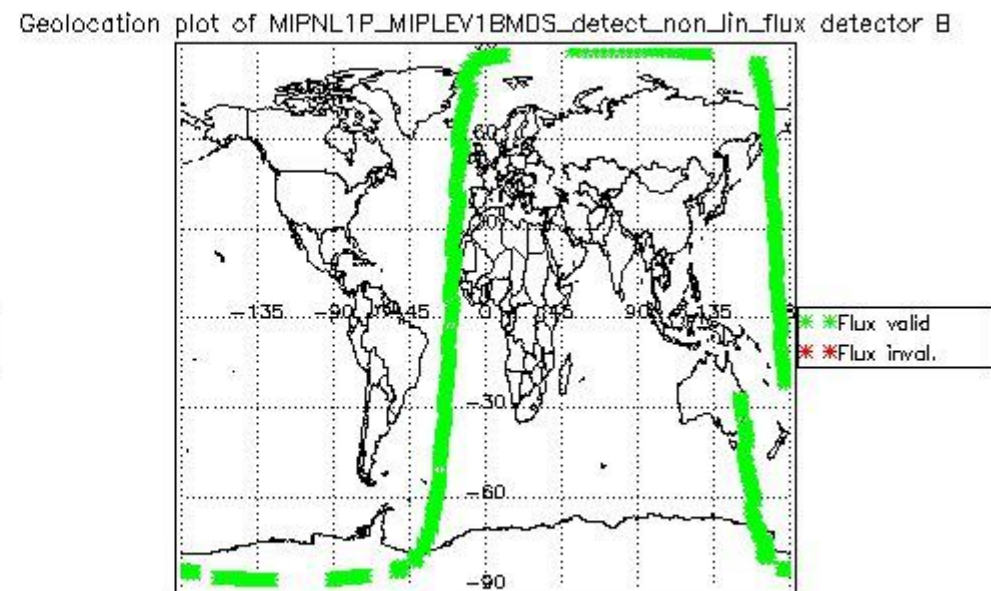 Geolocation plot of MIPNL1P_MIPLEV1BMDS_detect_non_lin_flux detector B
60
-135 -90 -45 0 45 90 135
Flux valid
Flux inval.
-30
-60
-90